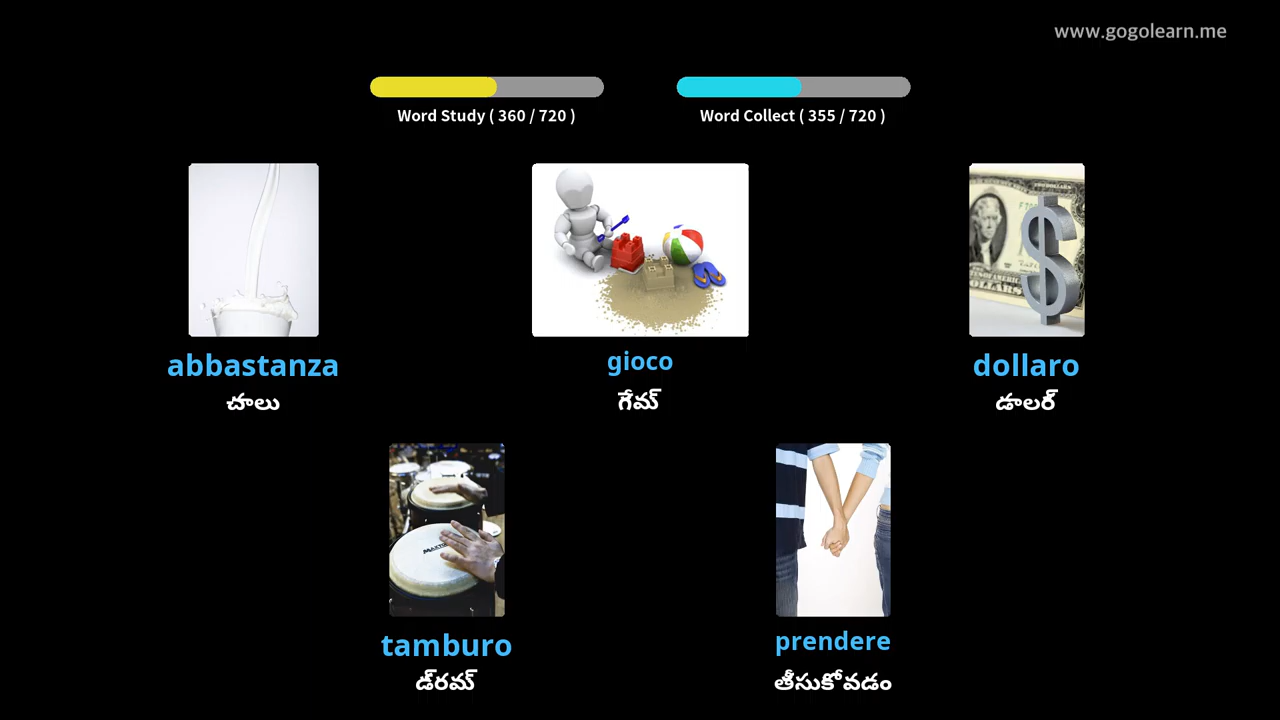 www.gogolearn.me
Word Study ( 360 / 720 )
Word Collect ( 355 / 720 )
abbastanza
చాలు
gioco
గేమ్
dollaro
డాలర్
tamburo
డ్రమ్
prendere
తీసుకోవడం